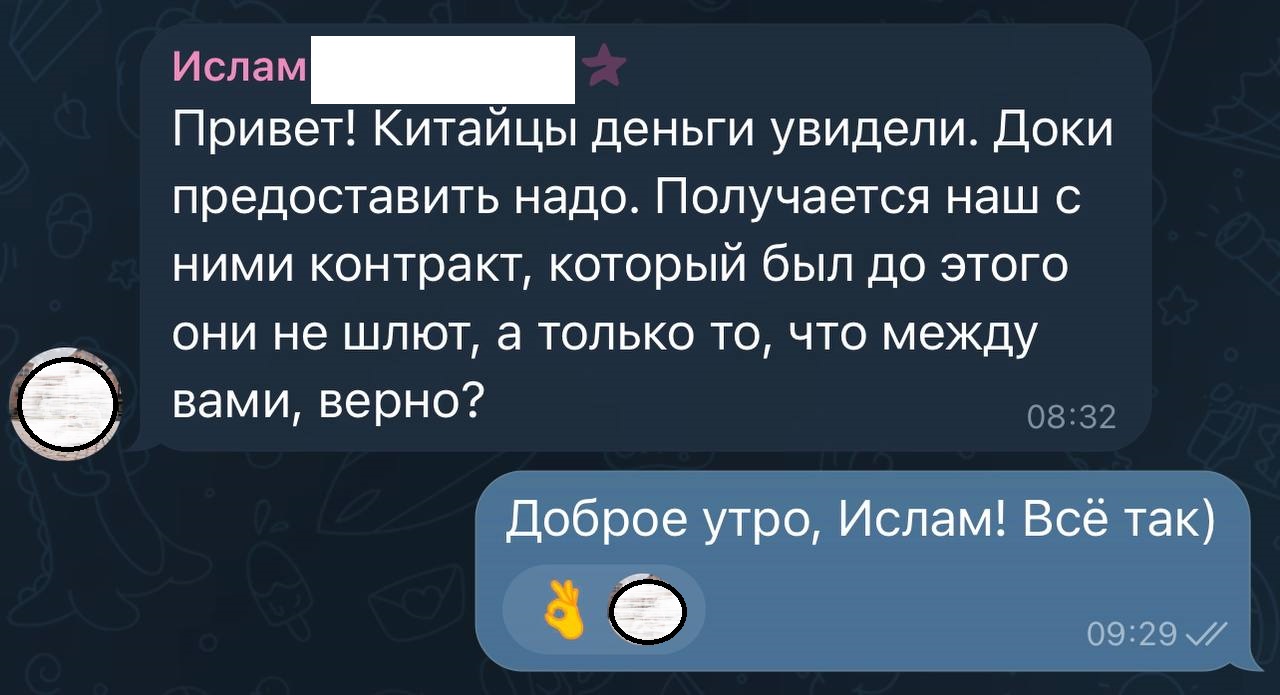 Ислам
Привет! Китайцы деньги увидели. Доки
предоставить надо. Получается наш с
ними контракт, который был до этого
они не шлют, а только то, что между
вами, верно?
08:32
Доброе утро, Ислам! Всё так)
09:29